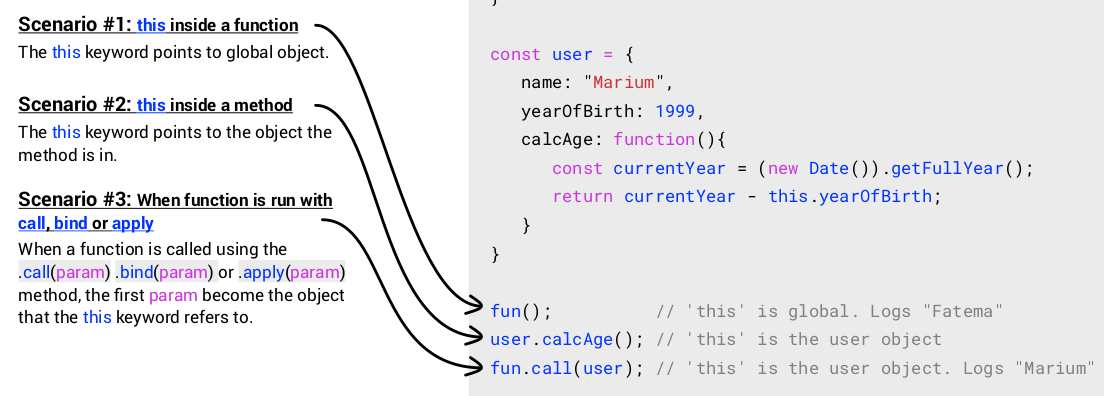 Scenario #1: this inside a function
The this keyword points to global object.
Scenario #2: this inside a method
The this keyword points to the object the
method is in.
Scenario #3: When function is run with
call, bind or apply
When a function is called using the
.call(param) .bind(param) or .apply(param)
method, the first param become the object
that the this keyword refers to.
}
const user = {
name: "Marium",
yearOfBirth: 1999,
calcAge: function(){
const currentYear = (new Date()).getFullYear();
return currentYear - this.yearOfBirth;
}
}
fun(); // 'this' is global. Logs "Fatema"
user.calcAge(); // 'this' is the user object
fun.call(user); // 'this' is the user object. Logs "Marium"